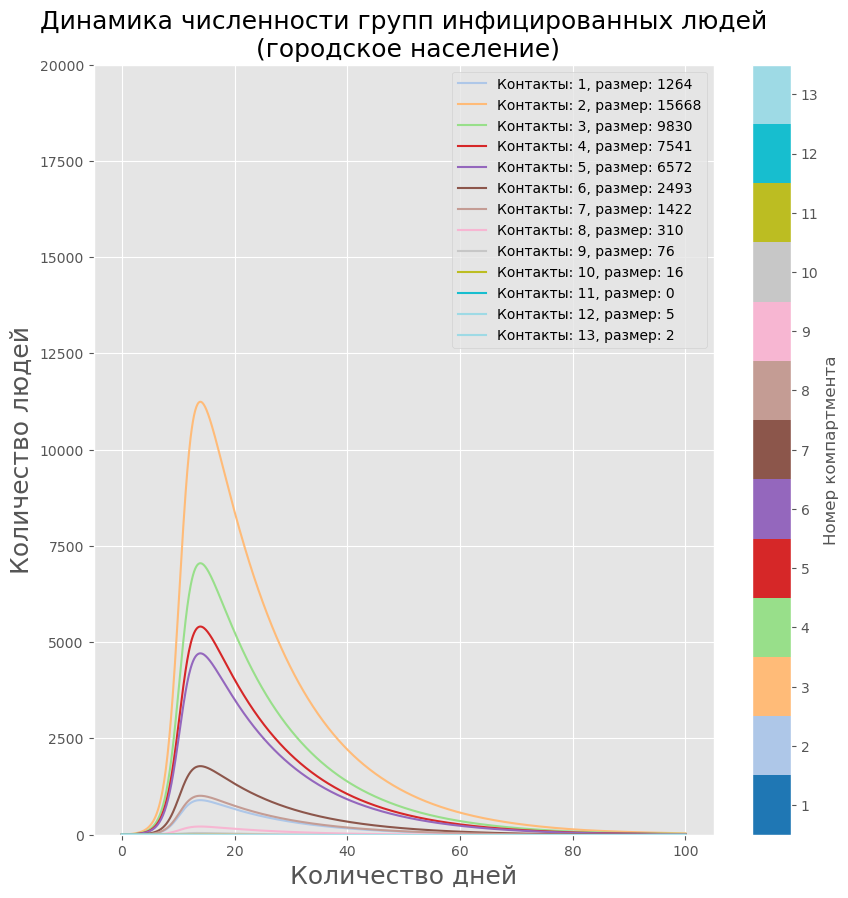 Динамика численности групп инфицированных людей
(городское население)
Количество людей
20000
17500
15000
12500
10000
7500
5000
2500
0
0
20
40
60
80
100
Количество дней
Контакты: 1, размер: 1264
Контакты: 2, размер: 15668
Контакты: 3, размер: 9830
Контакты: 4, размер: 7541
Контакты: 5, размер: 6572
Контакты: 6, размер: 2493
Контакты: 7, размер: 1422
Контакты: 8, размер: 310
Контакты: 9, размер: 76
Контакты: 10, размер: 16
Контакты: 11, размер: 0
Контакты: 12, размер: 5
Контакты: 13, размер: 2
13
12
11
10
9
8
7
6
5
4
3
2
1
Номер компартмента